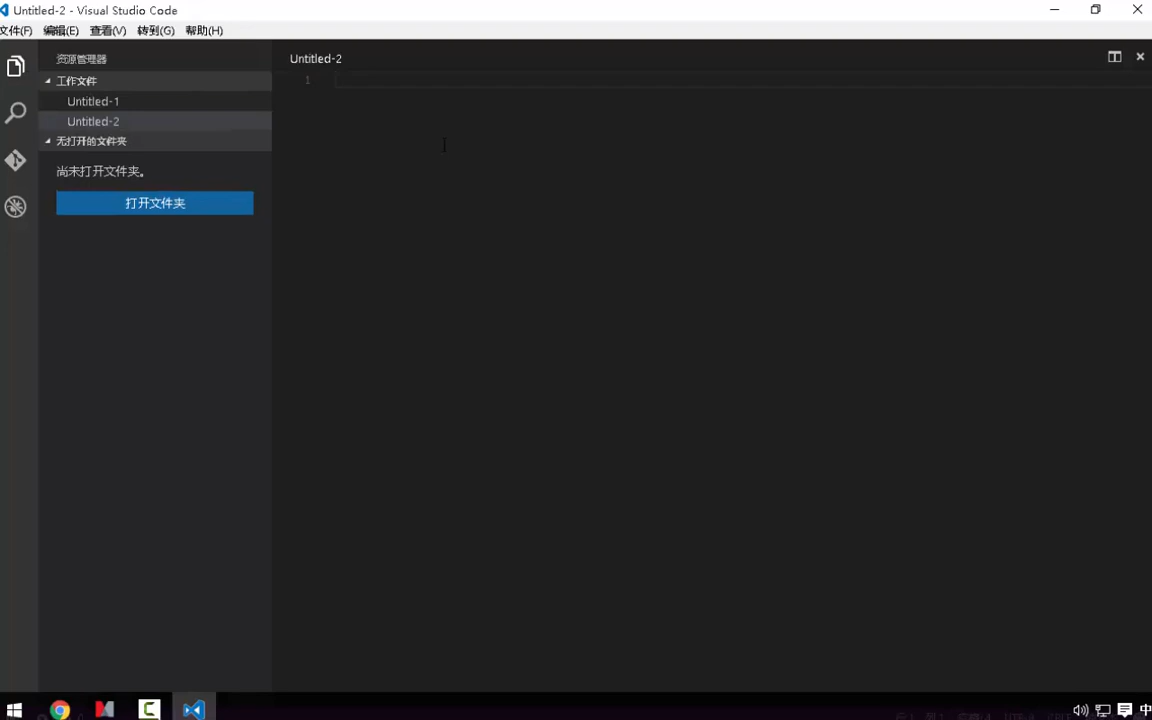 Untitled-2 - Visual Studio Code
文件(F) 编辑(E) 查看(V) 转到(G) 帮助(H)
资源管理器
工作文件
Untitled-1
Untitled-2
无打开的文件夹
尚未打开文件夹。
打开文件夹
Untitled-2
1
中